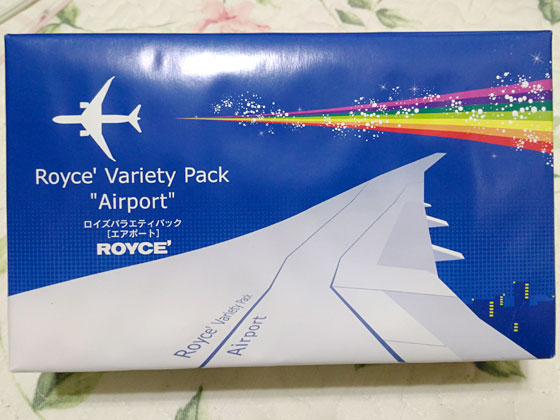 Royce' Variety Pack
"Airport"
ロイズバラエティパック
[エアポート]
ROYCE'
Royce' Variety Pack
Airport